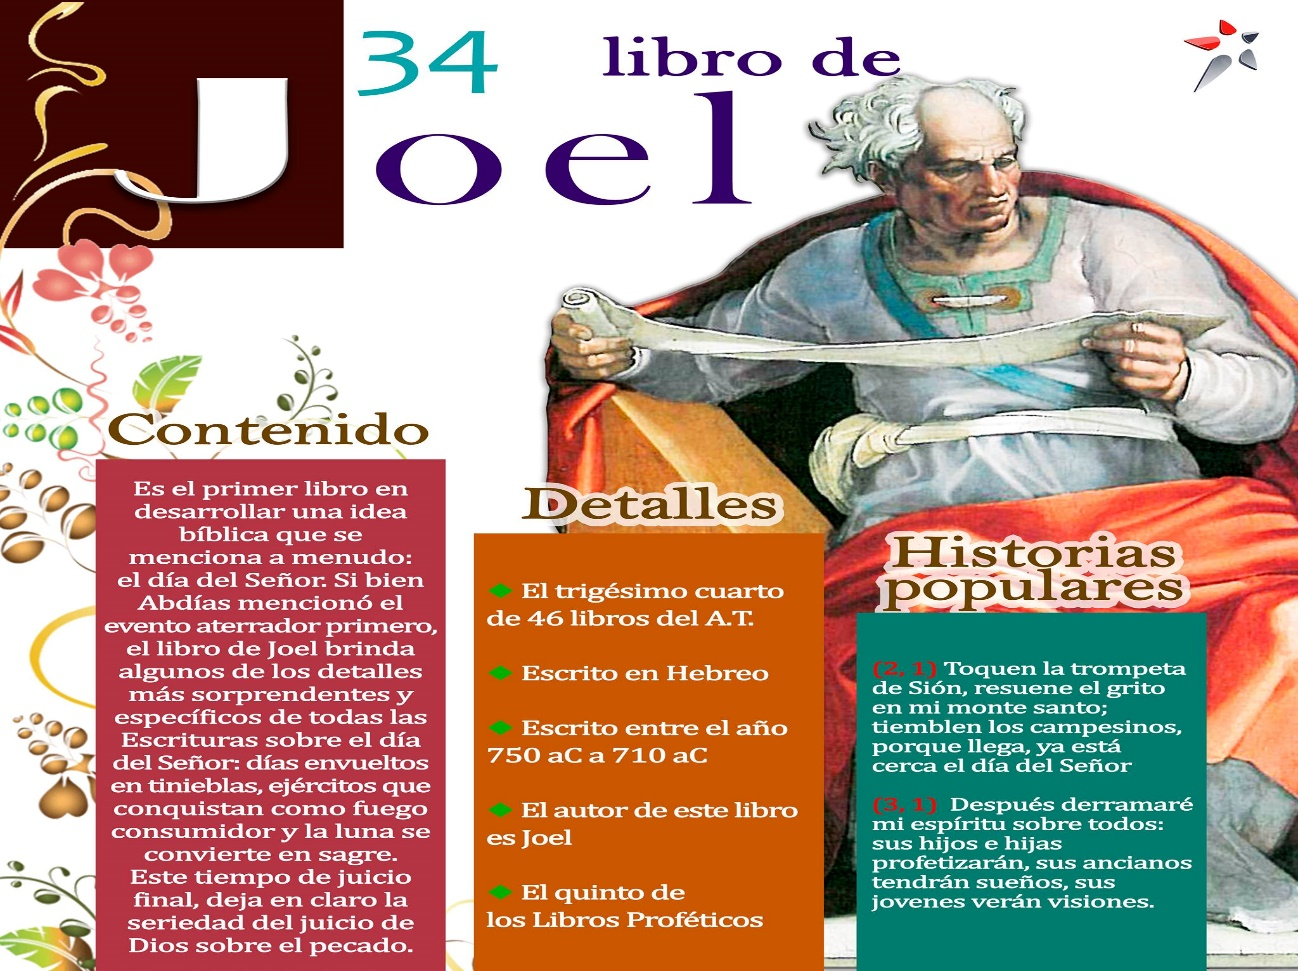 34 libro de
Joel
Contenido
Es el primer libro en
desarrollar una idea
bíblica que se
menciona a menudo:
el día del Señor. Si bien
Abdías mencionó el
evento aterrador primero,
el libro de Joel brinda
algunos de los detalles
más sorprendentes y
específicos de todas las
Escrituras sobre el día
del Señor: días envueltos
en tinieblas, ejércitos que
conquistan como fuego
consumidor y la luna se
convierte en sagre.
Este tiempo de juicio
final, deja en claro la
seriedad del juicio de
Dios sobre el pecado.
Detalles
El trigésimo cuarto
de 46 libros del A.T.
Escrito en Hebreo
Escrito entre el año
750 aC a 710 aC
El autor de este libro
es Joel
El quinto de
los Libros Proféticos
Historias
populares
(2, 1) Toquen la trompeta
de Sión, resuene el grito
en mi monte santo;
tiemblen los campesinos,
porque llega, ya está
cerca el día del Señor
(3, 1) Después derramaré
mi espíritu sobre todos:
sus hijos e hijas
profetizarán, sus ancianos
tendrán sueños, sus
jovenes verán visiones.